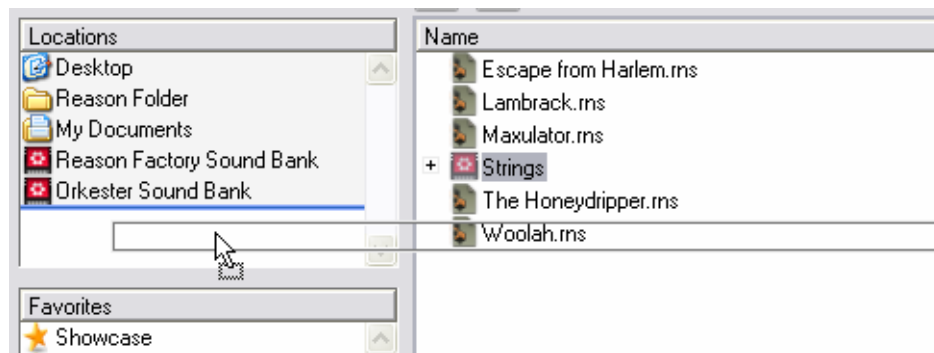 Locations
Desktop
Reason Folder
My Documents
Reason Factory Sound Bank
Orkester Sound Bank
Favorites
Showcase
Name
Escape from Harlem.rns
Lambrack.rns
Maxulator.rns
Strings
The Honeydripper.rns
Woolah.rns